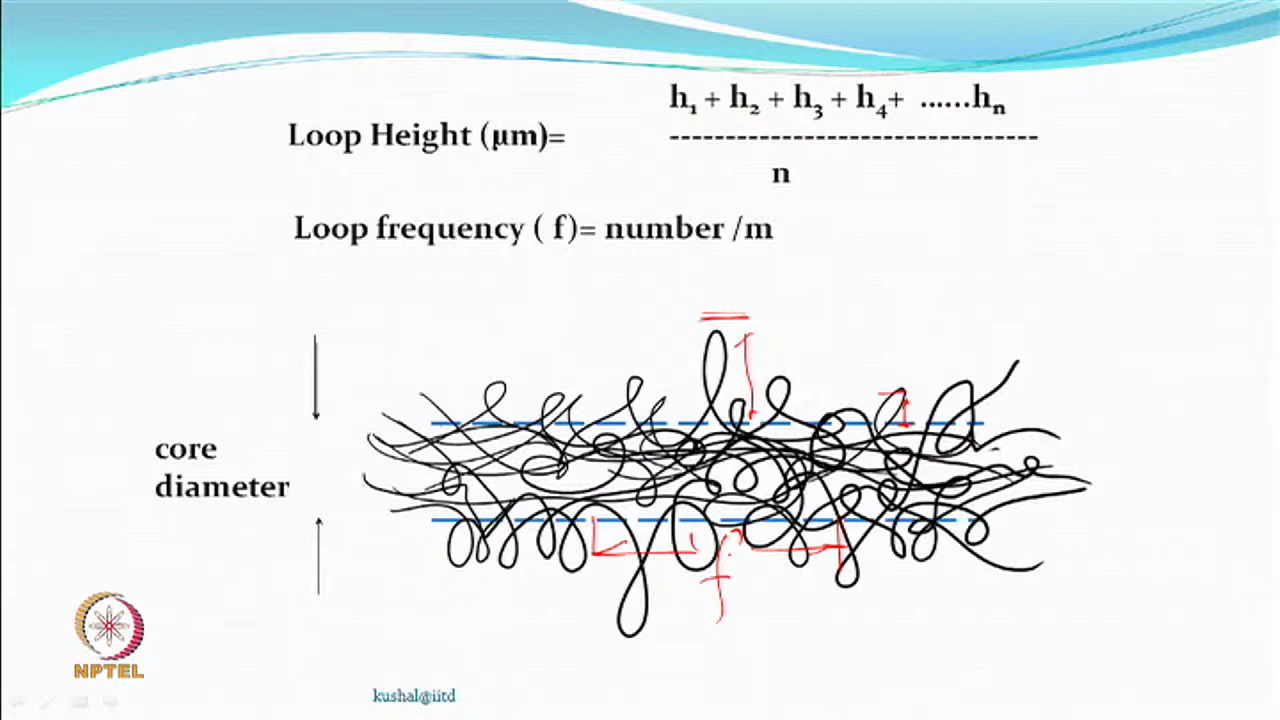 h₁ + h₂ + h₃ + h₄+ ......hₙ
Loop Height (µm)= --------------------------------
n
Loop frequency ( f)= number /m
core
diameter
f
NPTEL
kushal@iitd